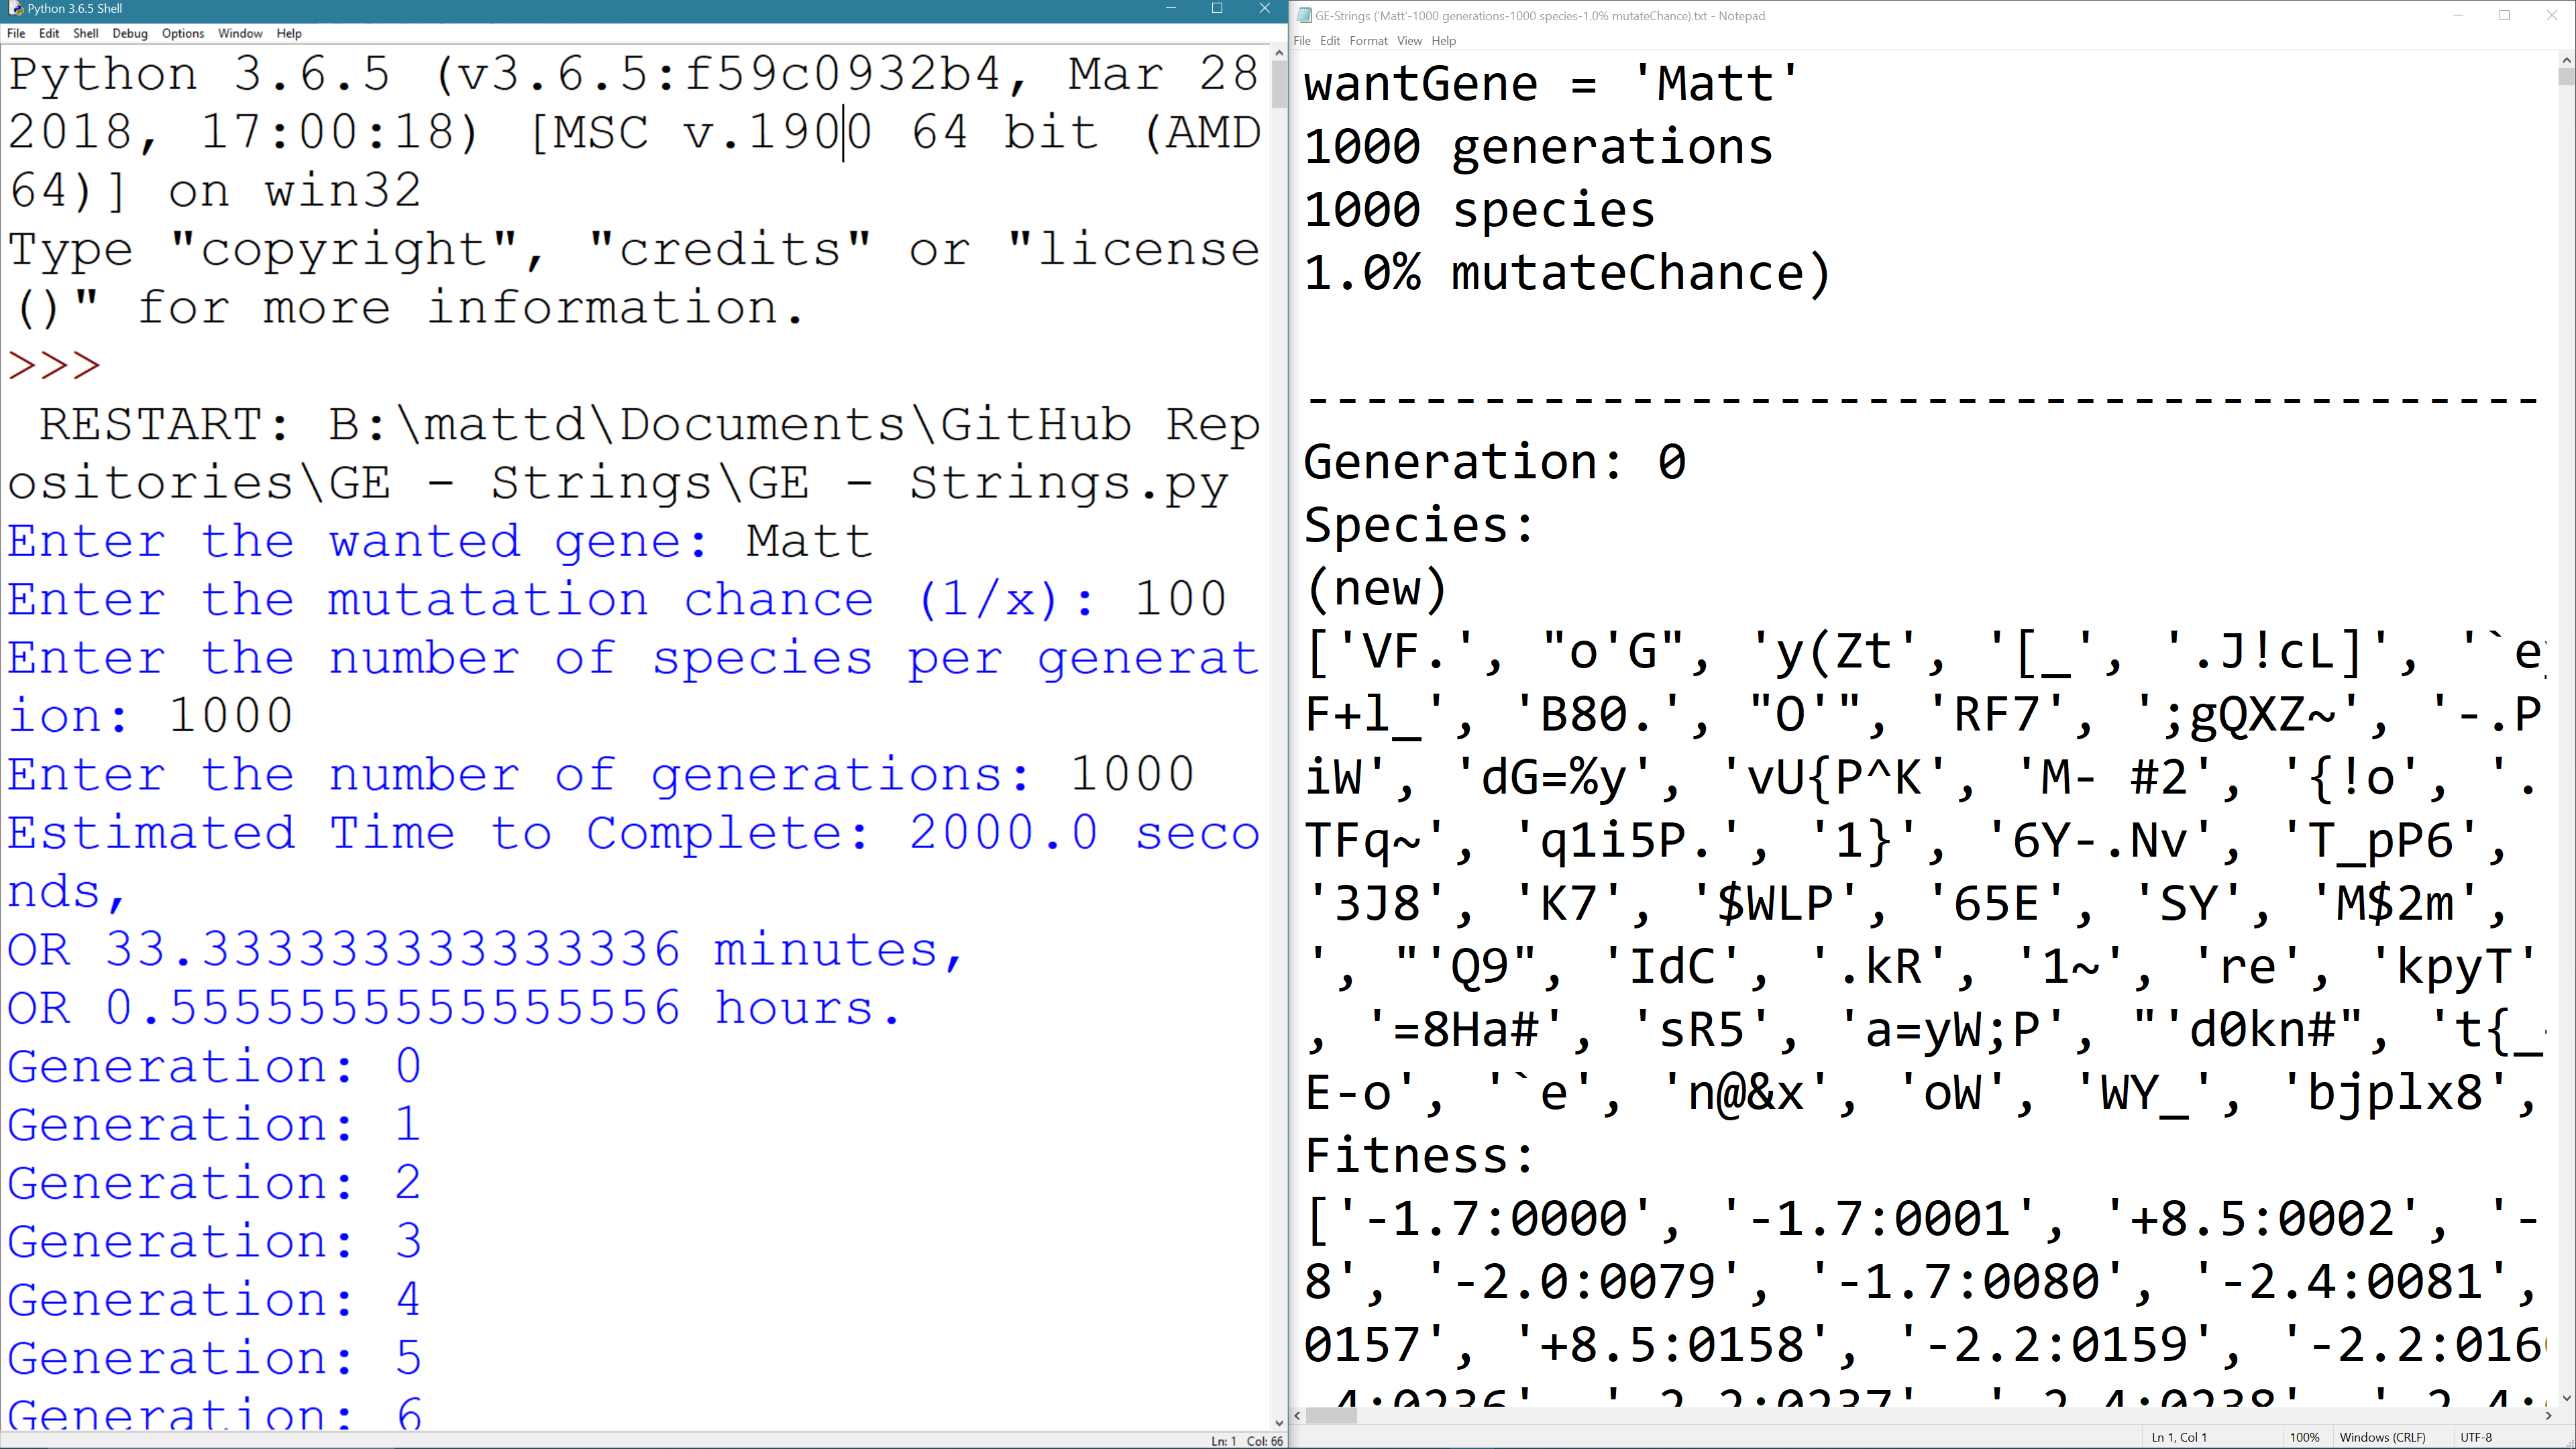 Python 3.6.5 Shell
File Edit Shell Debug Options Window Help
Python 3.6.5 (v3.6.5:f59c0932b4, Mar 28
2018, 17:00:18) [MSC v.1900 64 bit (AMD
64)] on win32
Type "copyright", "credits" or "license
()" for more information.
>>>
RESTART: B:\mattd\Documents\GitHub Rep
ositories\GE - Strings\GE - Strings.py
Enter the wanted gene: Matt
Enter the mutatation chance (1/x): 100
Enter the number of species per generat
ion: 1000
Enter the number of generations: 1000
Estimated Time to Complete: 2000.0 seco
nds,
OR 33.333333333333336 minutes,
OR 0.5555555555555556 hours.
Generation: 0
Generation: 1
Generation: 2
Generation: 3
Generation: 4
Generation: 5
Generation: 6
Ln: 1 Col: 66
GE-Strings ('Matt'-1000 generations-1000 species-1.0% mutateChance).txt - Notepad
File Edit Format View Help
wantGene = 'Matt'
1000 generations
1000 species
1.0% mutateChance)
------------------------------------------
Generation: 0
Species:
(new)
['VF.', "o'G", 'y(Zt', '[_', '.J!cL]', '`e
F+l_', 'B80.', "O'", 'RF7', ';gQXZ~', '-.P
iW', 'dG=%y', 'vU{P^K', 'M- #2', '{!o', '.
TFq~', 'q1i5P.', '1}', '6Y-.Nv', 'T_pP6',
'3J8', 'K7', '$WLP', '65E', 'SY', 'M$2m',
', "'Q9", 'IdC', '.kR', '1~', 're', 'kpyT'
, '=8Ha#', 'sR5', 'a=yW;P', "'d0kn#", 't{_
E-o', '`e', 'n@&x', 'oW', 'WY_', 'bjplx8',
Fitness:
['-1.7:0000', '-1.7:0001', '+8.5:0002', '-
8', '-2.0:0079', '-1.7:0080', '-2.4:0081',
0157', '+8.5:0158', '-2.2:0159', '-2.2:016
4:0236', '-2.2:0237', '-2.4:0238', '-2.4:
Ln 1, Col 1 100% Windows (CRLF) UTF-8